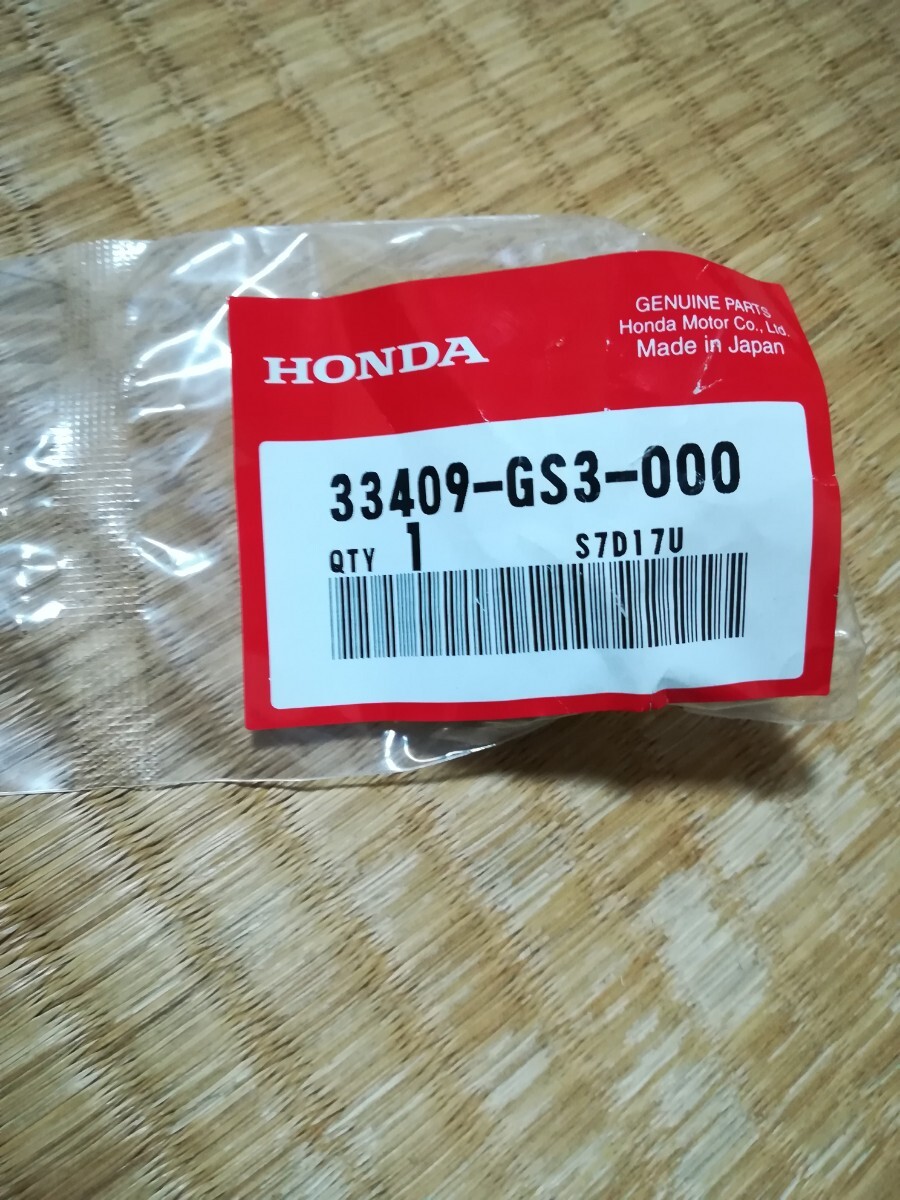 GENUINE PARTS
Honda Motor Co., Ltd.
Made in Japan
HONDA
33409-GS3-000
QTY 1 S7D17U